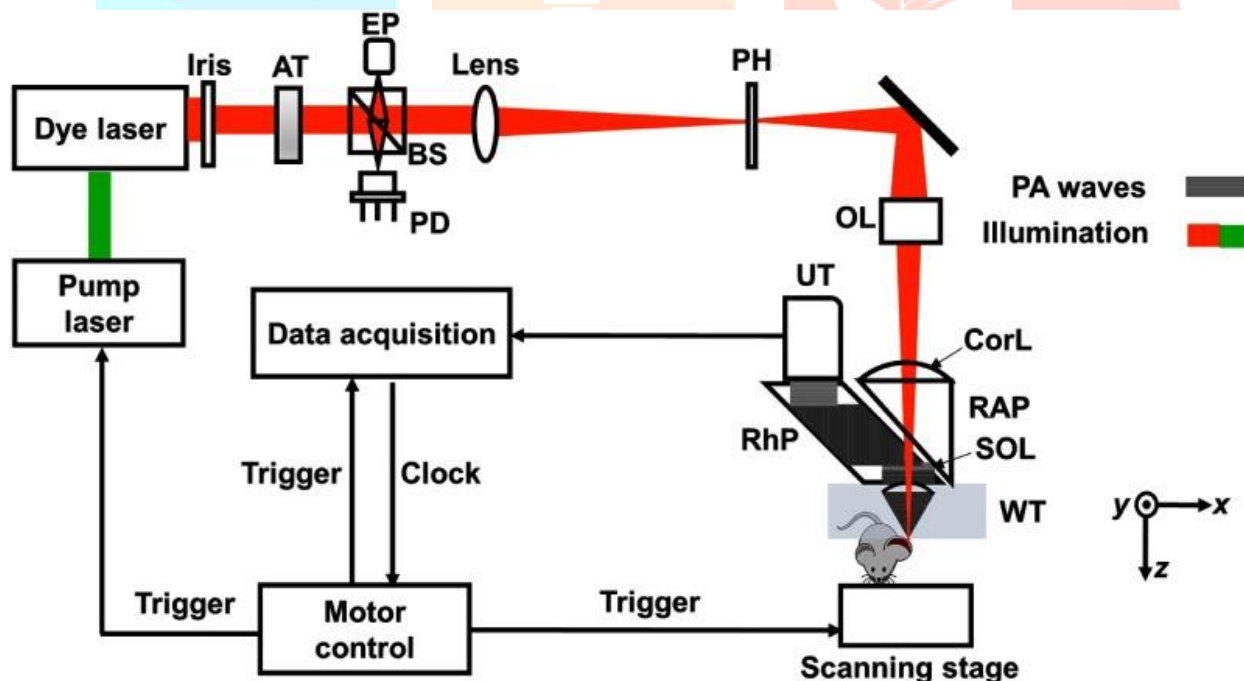 EP
Iris
AT
Lens
PH
Dye laser
BS
PD
PA waves
OL
Illumination
Pump
laser
UT
Data acquisition
CorL
RAP
RhP
SOL
Trigger
Clock
WT
y
x
z
Trigger
Motor
control
Trigger
Scanning stage